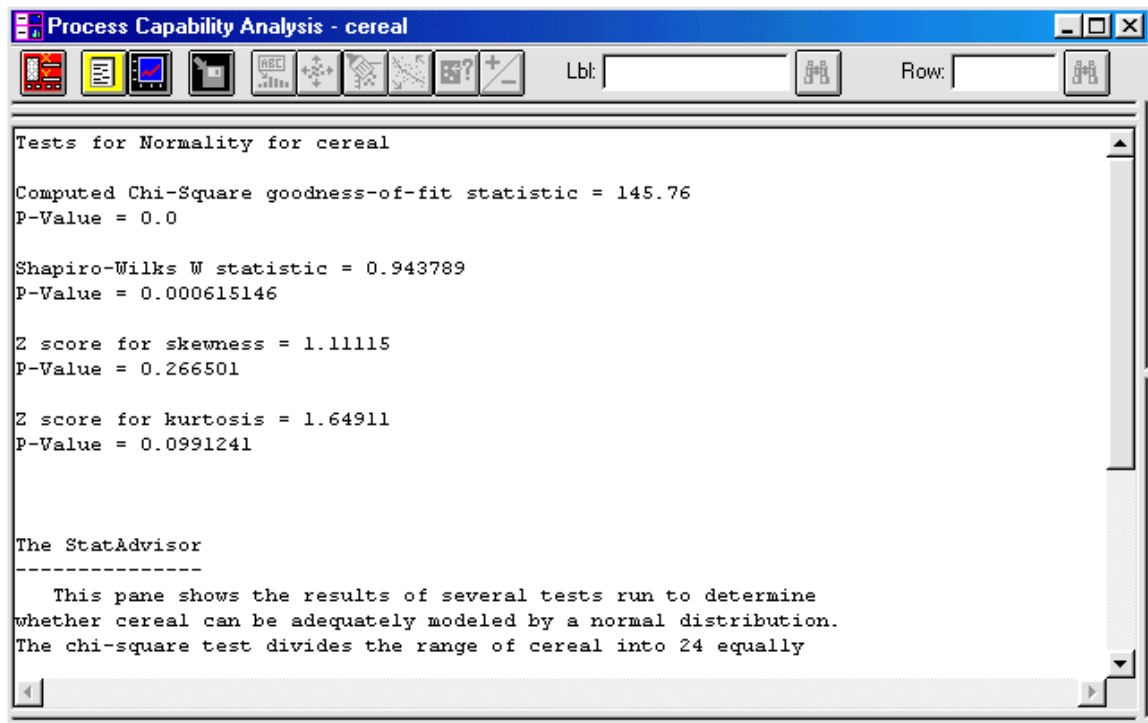 Process Capability Analysis - cereal
Lbl:
Row:
Tests for Normality for cereal
Computed Chi-Square goodness-of-fit statistic = 145.76
P-Value = 0.0
Shapiro-Wilks W statistic = 0.943789
P-Value = 0.000615146
Z score for skewness = 1.11115
P-Value = 0.266501
Z score for kurtosis = 1.64911
P-Value = 0.0991241
The StatAdvisor
---------------
This pane shows the results of several tests run to determine
whether cereal can be adequately modeled by a normal distribution.
The chi-square test divides the range of cereal into 24 equally